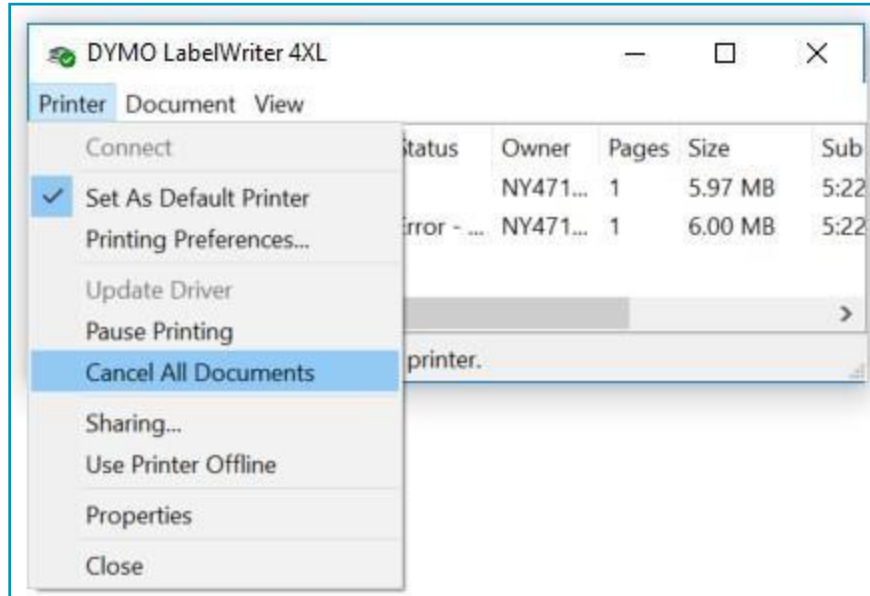 DYMO LabelWriter 4XL
Printer Document View
Connect
Set As Default Printer
Printing Preferences...
Update Driver
Pause Printing
Cancel All Documents
Sharing...
Use Printer Offline
Properties
Close
Status Owner Pages Size Sub
NY471... 1 5.97 MB 5:22
Error - ... NY471... 1 6.00 MB 5:22
printer.